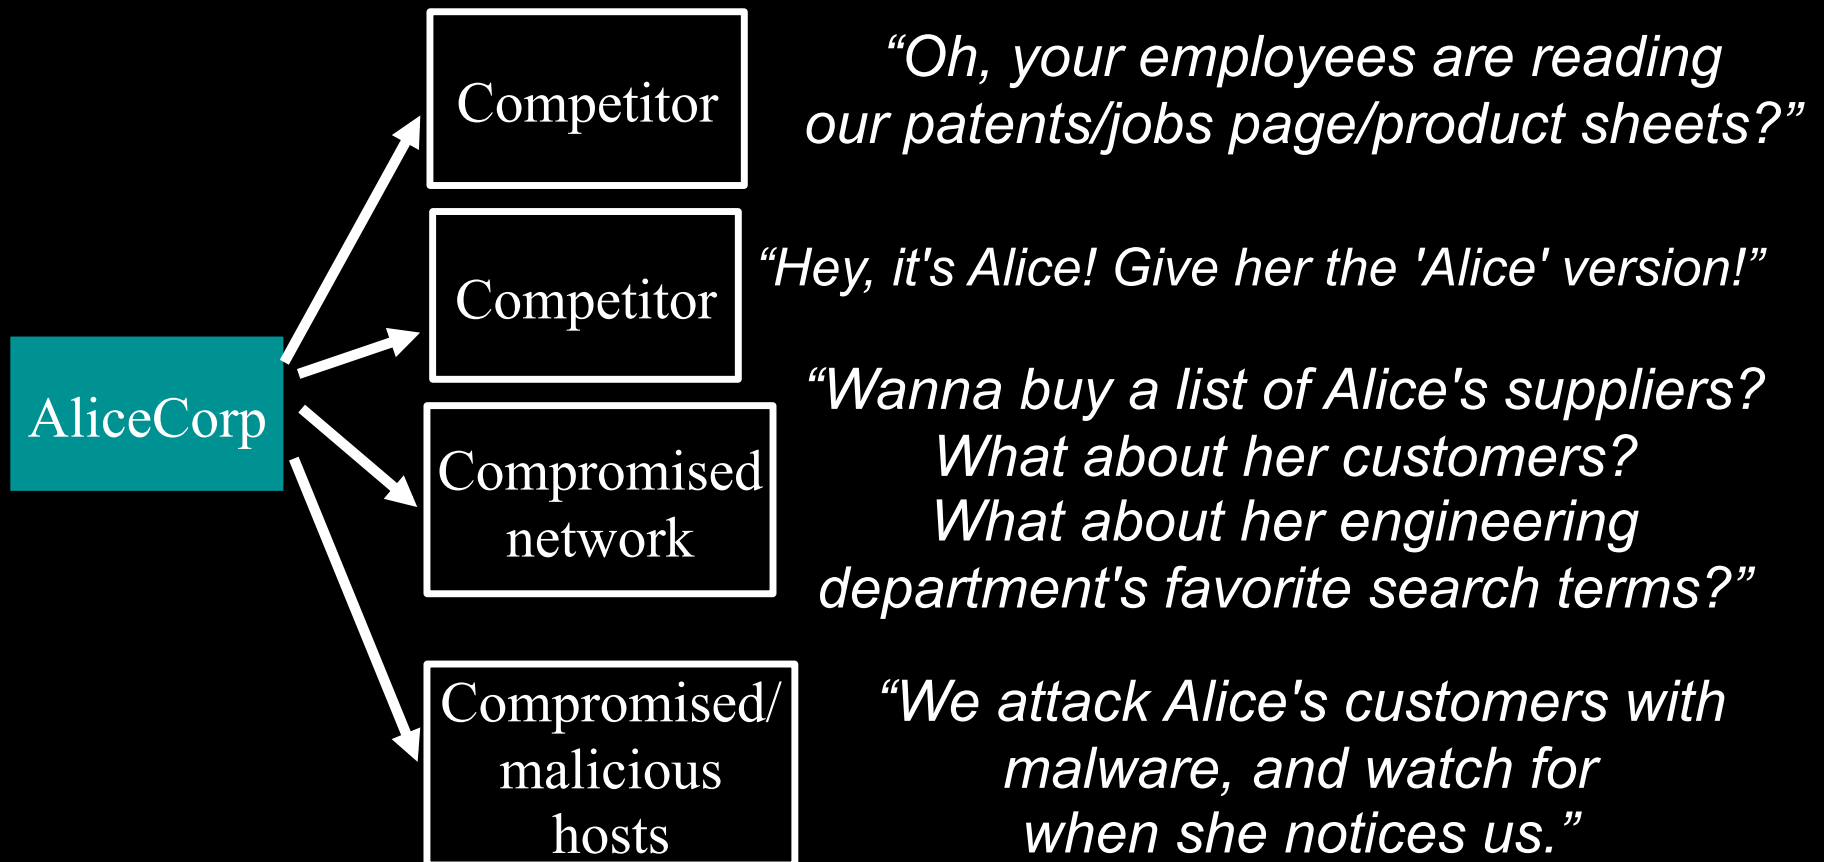 Competitor
“Oh, your employees are reading
our patents/jobs page/product sheets?”
Competitor
“Hey, it's Alice! Give her the 'Alice' version!”
AliceCorp
Compromised
network
“Wanna buy a list of Alice's suppliers?
What about her customers?
What about her engineering
department's favorite search terms?”
Compromised/
malicious
hosts
“We attack Alice's customers with
malware, and watch for
when she notices us.”